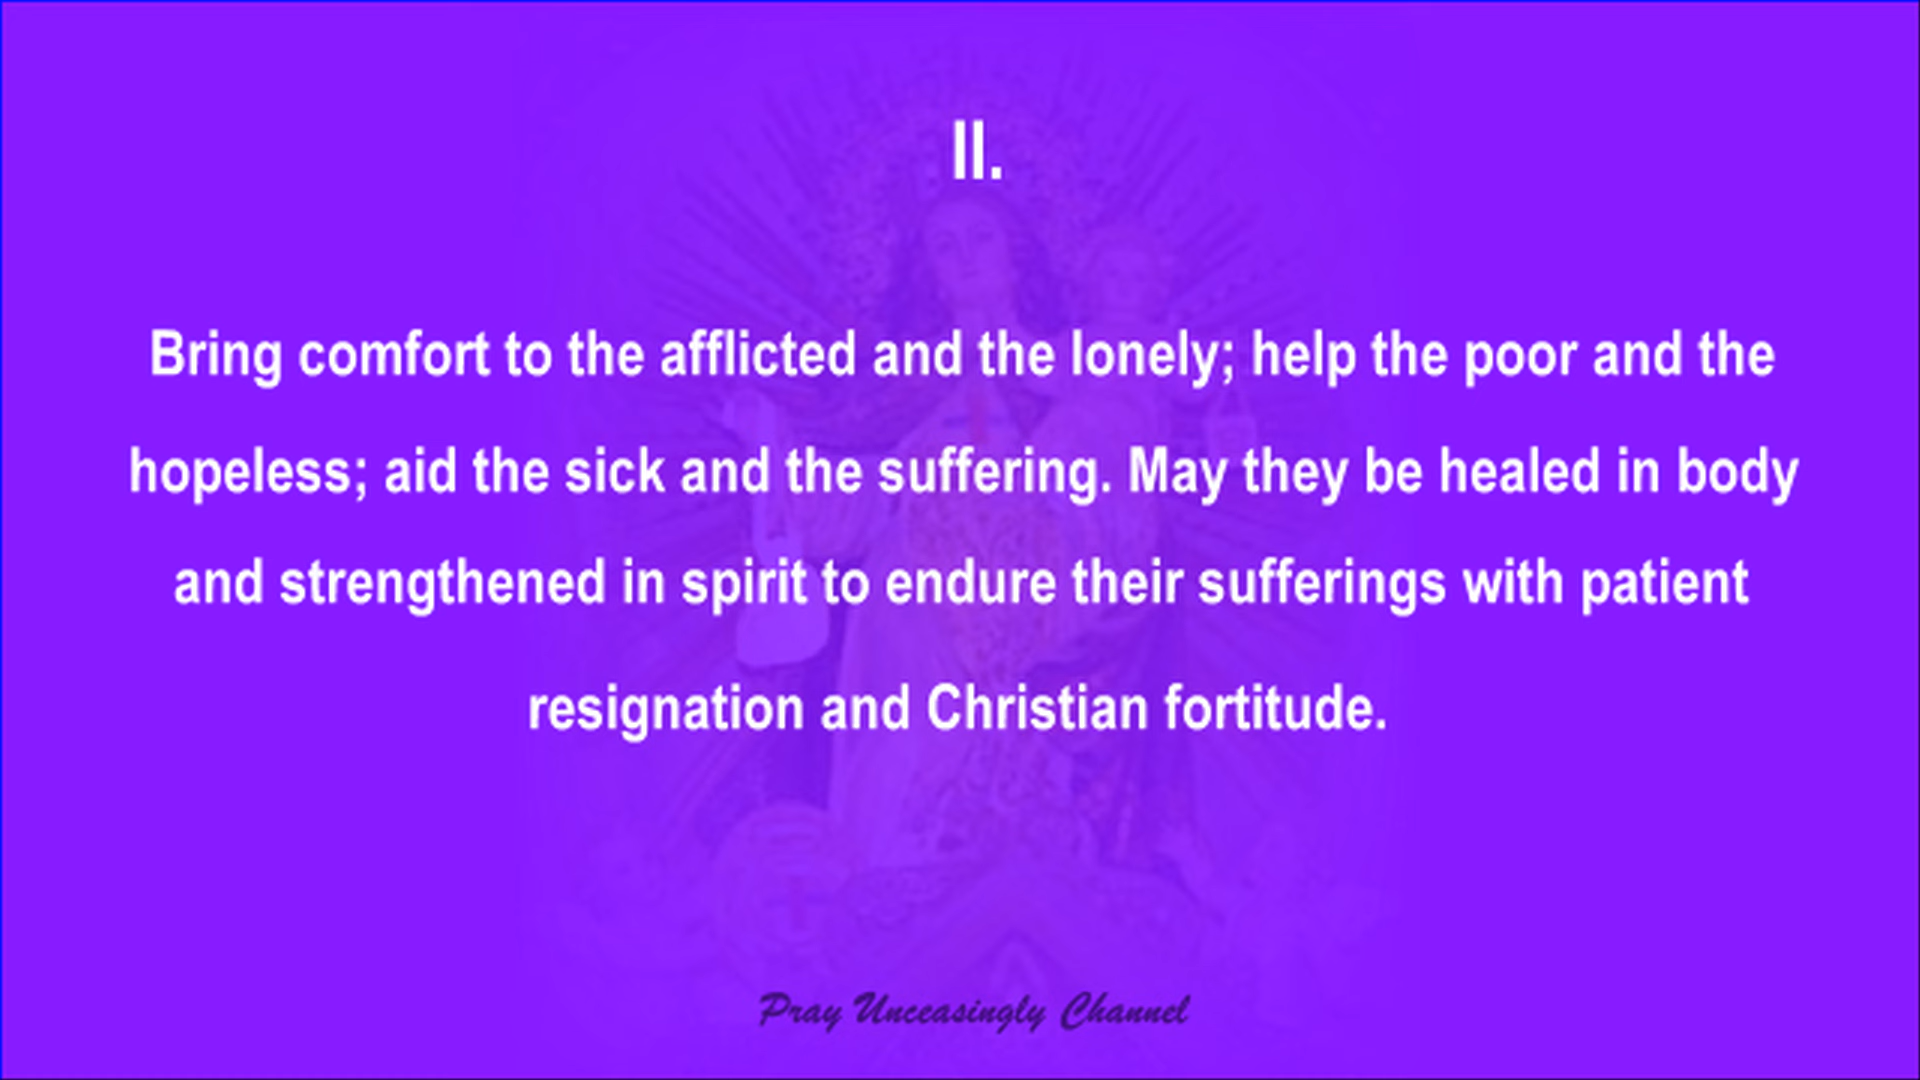 II.
Bring comfort to the afflicted and the lonely; help the poor and the
hopeless; aid the sick and the suffering. May they be healed in body
and strengthened in spirit to endure their sufferings with patient
resignation and Christian fortitude.
Pray Unceasingly Channel